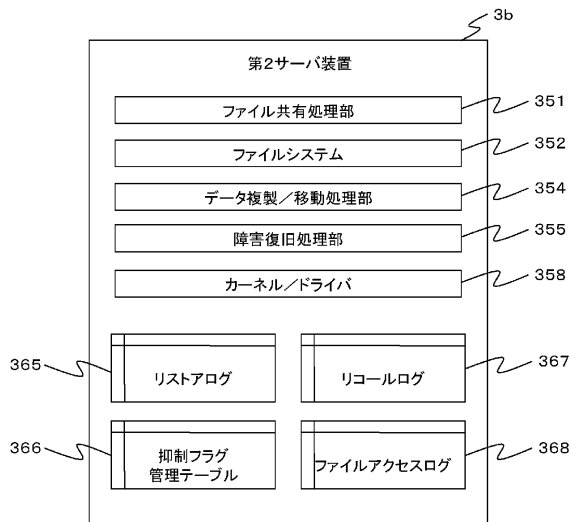 3b
第2サーバ装置
ファイル共有処理部
351
ファイルシステム
352
データ複製／移動処理部
354
障害復旧処理部
355
カーネル／ドライバ
358
365
リストアログ
リコールログ
367
366
抑制フラグ
管理テーブル
ファイルアクセスログ
368